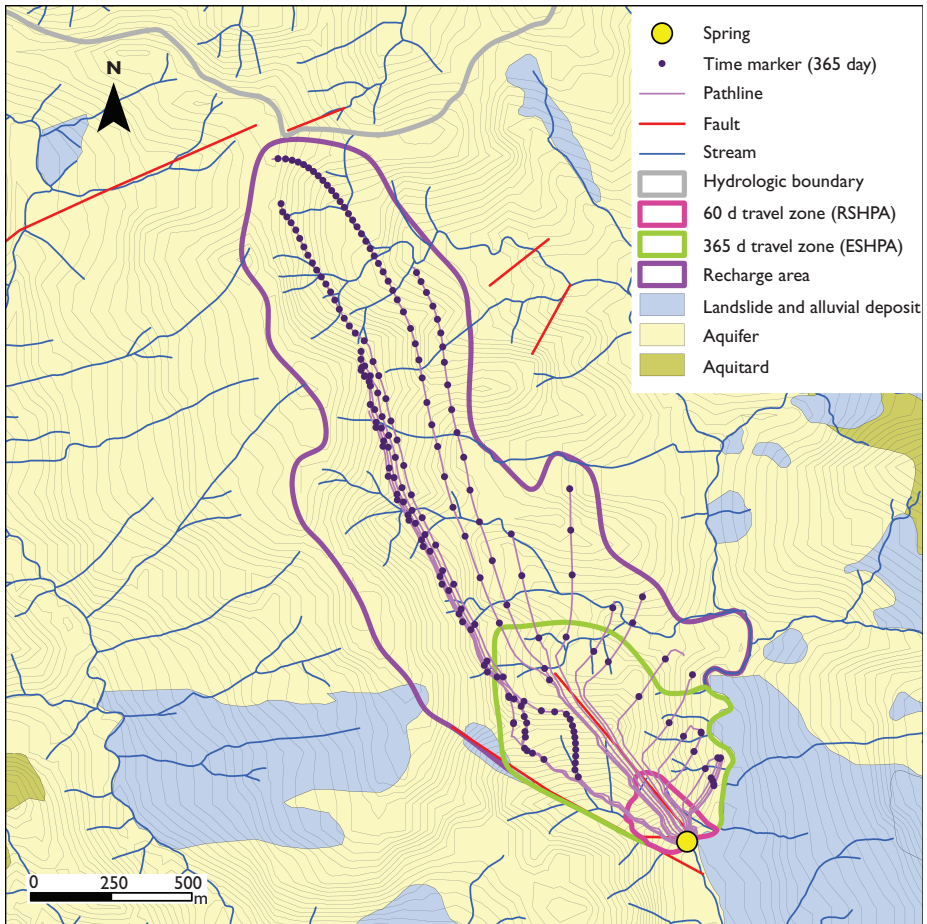 N
Spring
Time marker (365 day)
Pathline
Fault
Stream
Hydrologic boundary
60 d travel zone (RSHPA)
365 d travel zone (ESHPA)
Recharge area
Landslide and alluvial deposit
Aquifer
Aquitard
0 250 500
m